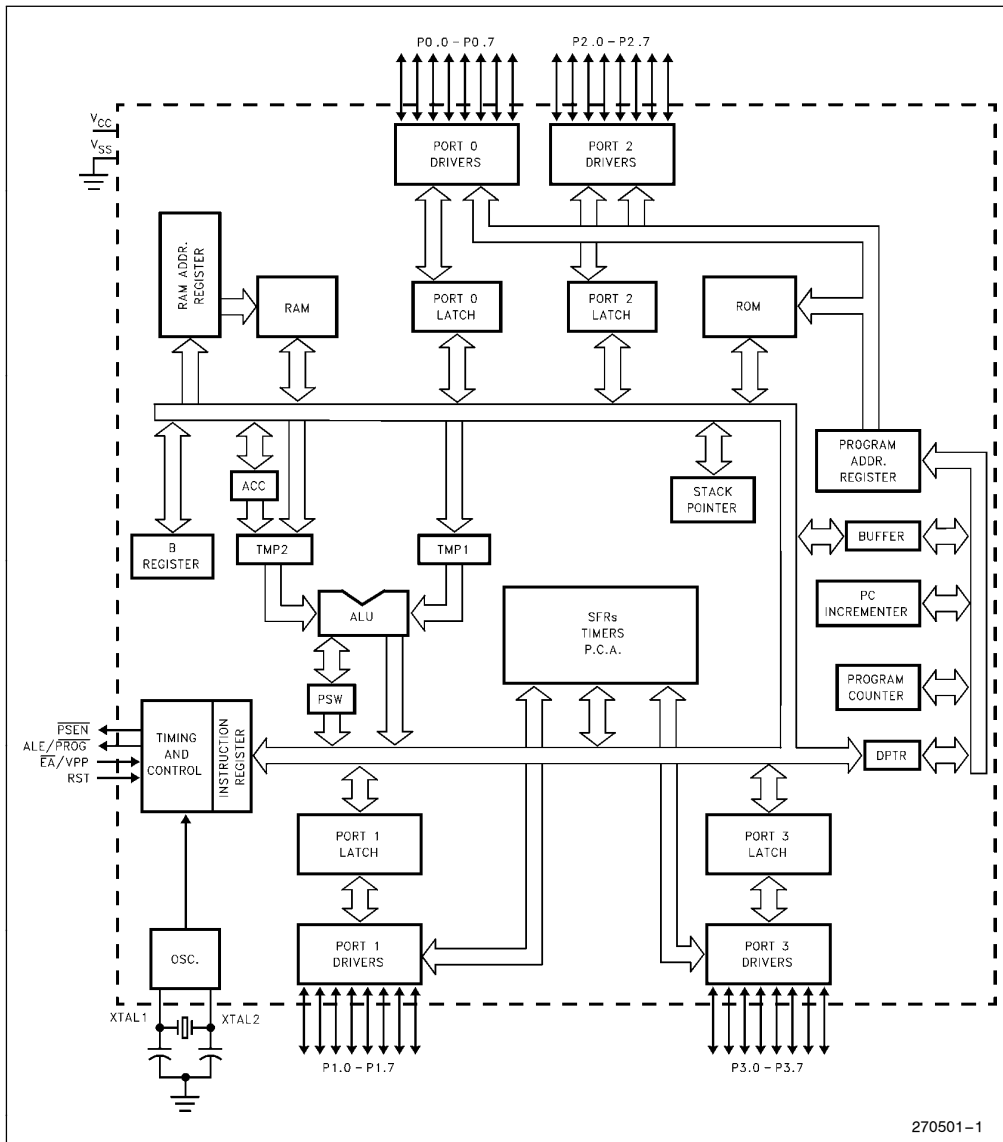 P0.0 – P0.7
P2.0 – P2.7
VCC
VSS
PORT 0
DRIVERS
PORT 2
DRIVERS
RAM ADDR.
REGISTER
RAM
PORT 0
LATCH
PORT 2
LATCH
ROM
PROGRAM
ADDR.
REGISTER
ACC
STACK
POINTER
B
REGISTER
TMP2
TMP1
BUFFER
ALU
SFRs
TIMERS
P.C.A.
PC
INCREMENTER
PSW
PROGRAM
COUNTER
PSEN
ALE/PROG
EA/VPP
RST
TIMING
AND
CONTROL
INSTRUCTION
REGISTER
DPTR
PORT 1
LATCH
PORT 3
LATCH
OSC.
PORT 1
DRIVERS
PORT 3
DRIVERS
XTAL1
XTAL2
P1.0 – P1.7
P3.0 – P3.7
270501–1